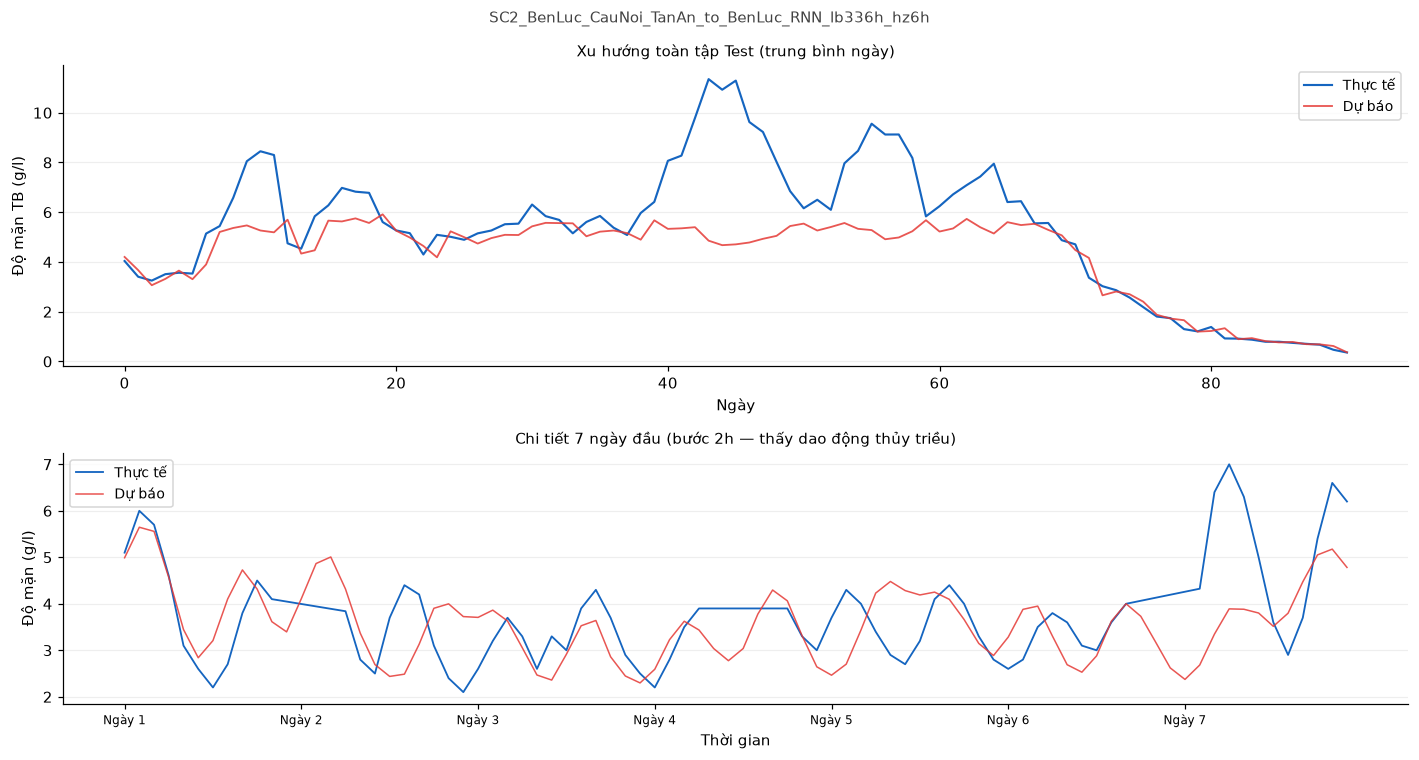 SC2_BenLuc_CauNoi_TanAn_to_BenLuc_RNN_lb336h_hz6h
Xu hướng toàn tập Test (trung bình ngày)
Độ mặn TB (g/l)
10
8
6
4
2
0
Thực tế
Dự báo
0 20 40 60 80
Ngày
Chi tiết 7 ngày đầu (bước 2h — thấy dao động thủy triều)
Độ mặn (g/l)
7
6
5
4
3
2
Thực tế
Dự báo
Ngày 1 Ngày 2 Ngày 3 Ngày 4 Ngày 5 Ngày 6 Ngày 7
Thời gian